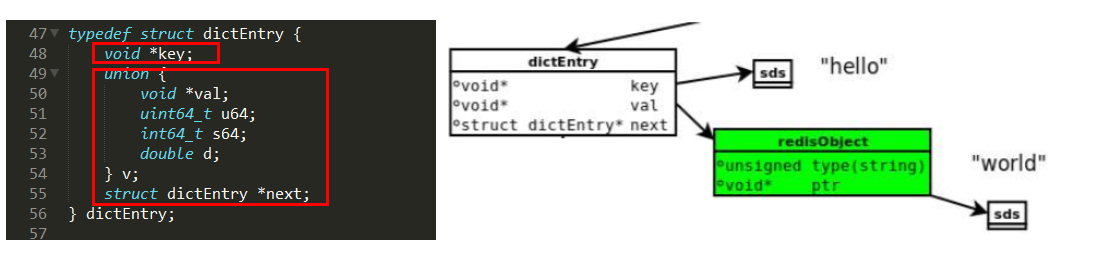 47 typedef struct dictEntry {
48 void *key;
49 union {
50 void *val;
51 uint64_t u64;
52 int64_t s64;
53 double d;
54 } v;
55 struct dictEntry *next;
56 } dictEntry;
57
dictEntry
void* key
void* val
struct dictEntry* next
sds
"hello"
redisObject
unsigned type(string)
void* ptr
"world"
sds